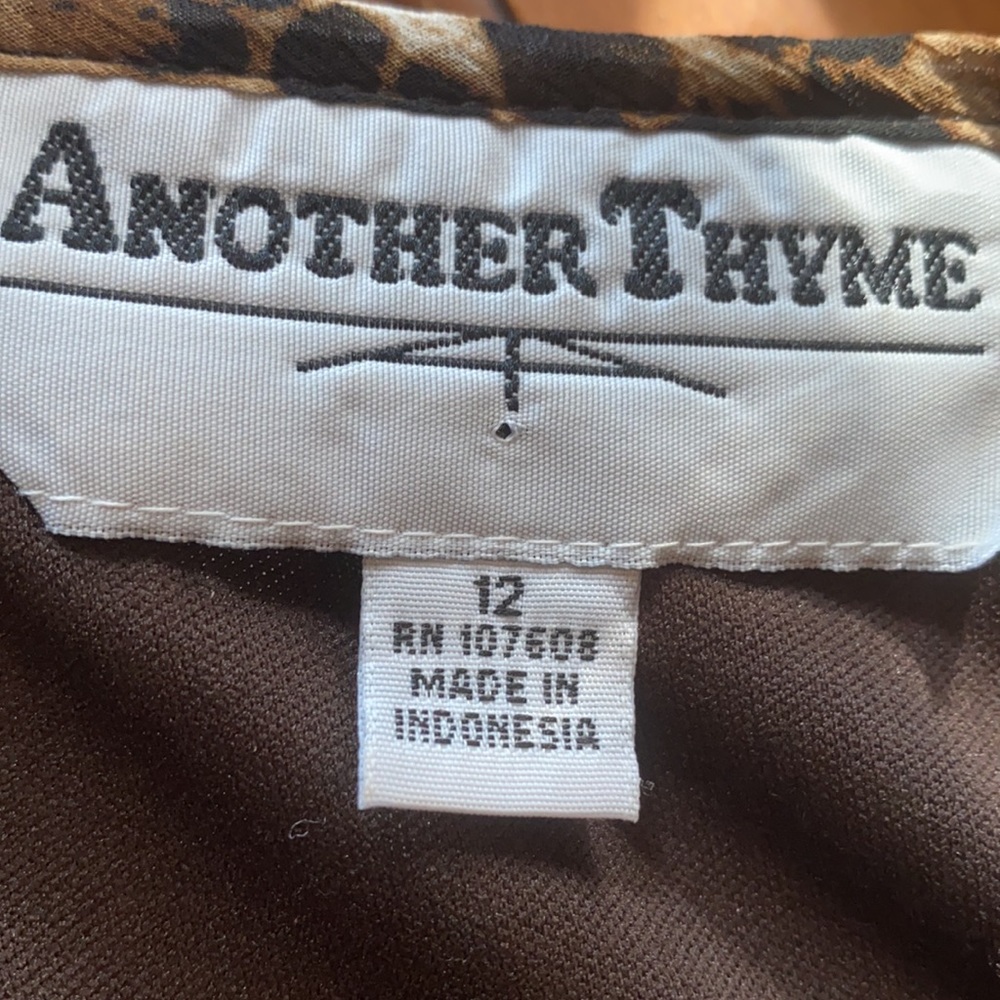 ANOTHER THYME
12
RN 107608
MADE IN
INDONESIA